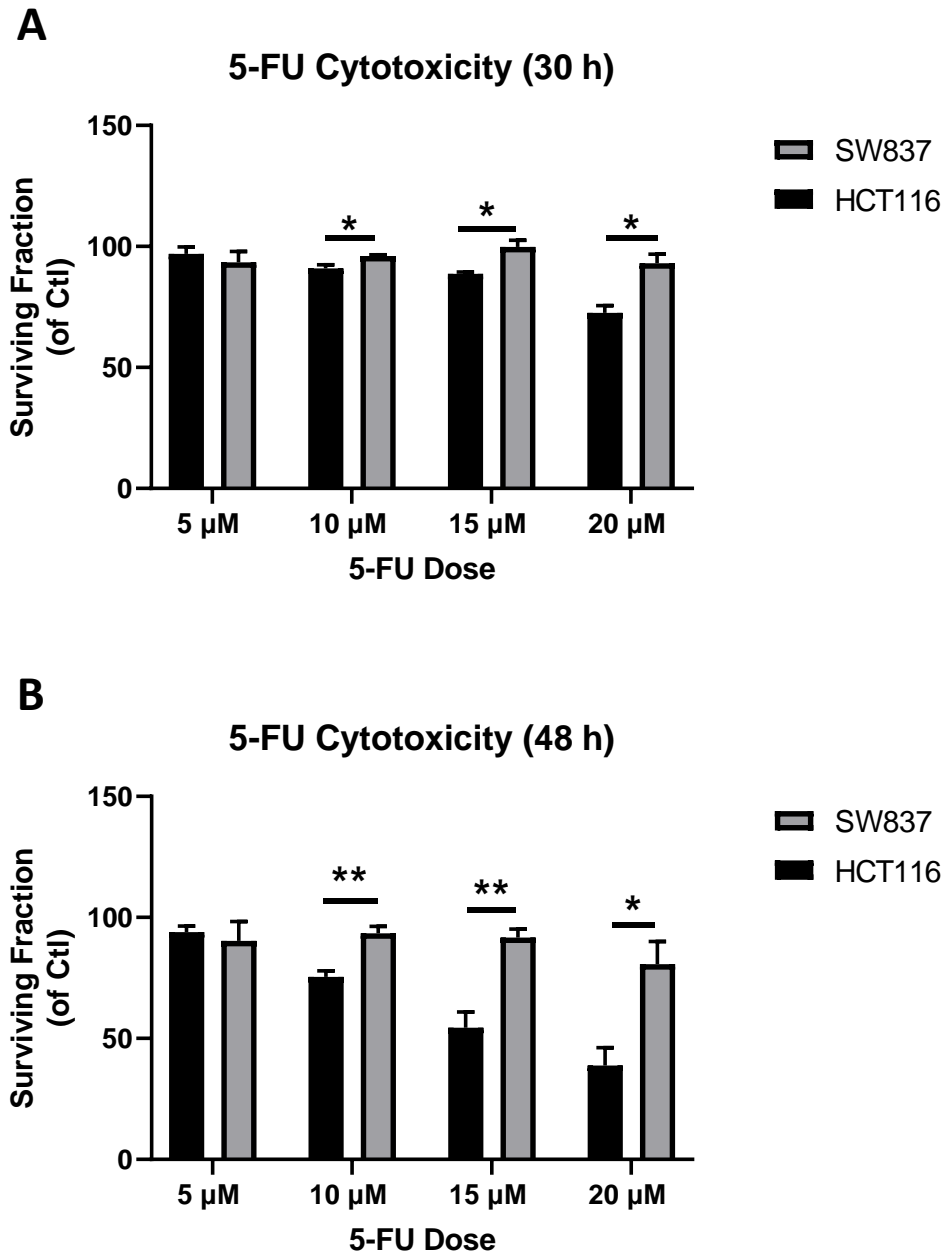 A
5-FU Cytotoxicity (30 h)
150
100
50
0
Surviving Fraction
(of Ctl)
* * *
5 µM 10 µM 15 µM 20 µM
5-FU Dose
SW837
HCT116
B
5-FU Cytotoxicity (48 h)
150
100
50
0
Surviving Fraction
(of Ctl)
** ** *
5 µM 10 µM 15 µM 20 µM
5-FU Dose
SW837
HCT116